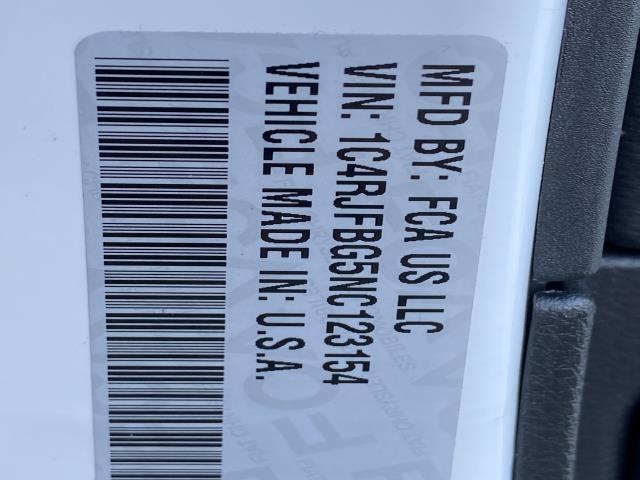 MFD BY: FCA US LLC
VIN: 1C4RJFBG5NC123154
VEHICLE MADE IN: U.S.A.